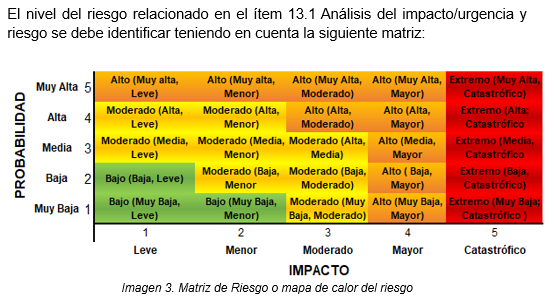 El nivel del riesgo relacionado en el ítem 13.1 Análisis del impacto/urgencia y
riesgo se debe identificar teniendo en cuenta la siguiente matriz:
PROBABILIDAD
Muy Alta 5
Alto (Muy alta,
Leve)
Alto (Muy alta,
Menor)
Alto (Muy Alta,
Moderado)
Alto (Muy Alta,
Mayor)
Extremo (Muy Alta,
Catastrófico)
Alta 4
Moderado (Alta,
Leve)
Moderado (Alta,
Menor)
Alto (Alta,
Moderado)
Alto (Alta,
Mayor)
Extremo (Alta;
Catastrófico)
Media 3
Moderado (Media,
Leve)
Moderado (Media,
Menor)
Moderado (Alta,
Media)
Alto (Media,
Mayor
Extremo (Media,
Catastrófico)
Baja 2
Bajo (Baja, Leve)
Moderado (Baja,
Menor
Moderado (Baja,
Moderado)
Alto ( Baja,
Mayor)
Extremo (Baja,
Catastrófico)
Muy Baja 1
Bajo (Muy Baja,
Leve)
Bajo (Muy Baja,
Menor)
Moderado (Muy
Baja, Moderado)
Alto (Muy Baja,
Mayor)
Extremo (Muy Baja;
Catastrófico )
1 2 3 4 5
Leve Menor Moderado Mayor Catastrófico
IMPACTO
Imagen 3. Matriz de Riesgo o mapa de calor del riesgo